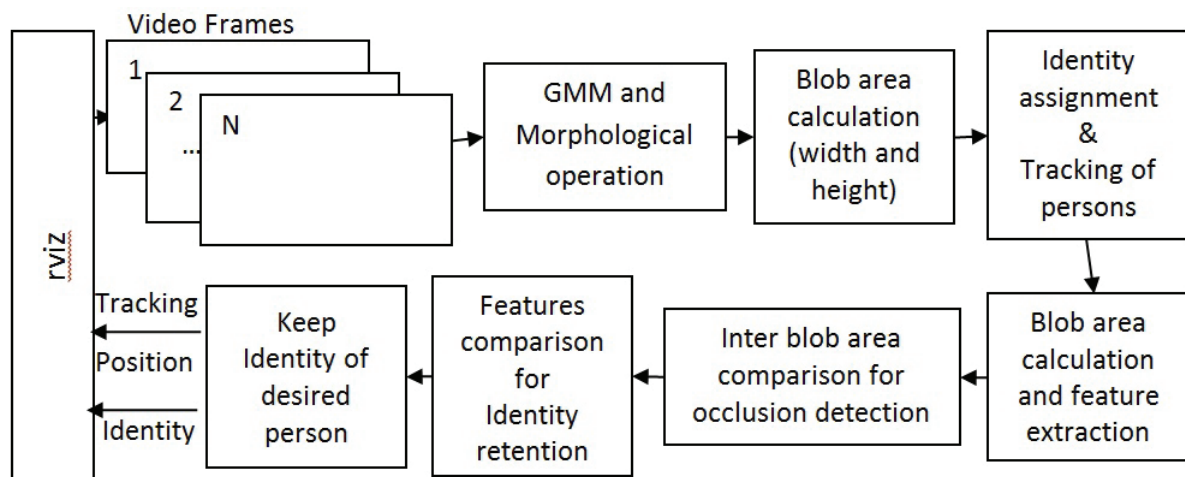 Video Frames
1
2
...
N
GMM and
Morphological
operation
Blob area
calculation
(width and
height)
Identity
assignment
&
Tracking of
persons
rviz
Tracking
Position
Identity
Keep
Identity of
desired
person
Features
comparison
for
Identity
retention
Inter blob area
comparison for
occlusion detection
Blob area
calculation
and feature
extraction